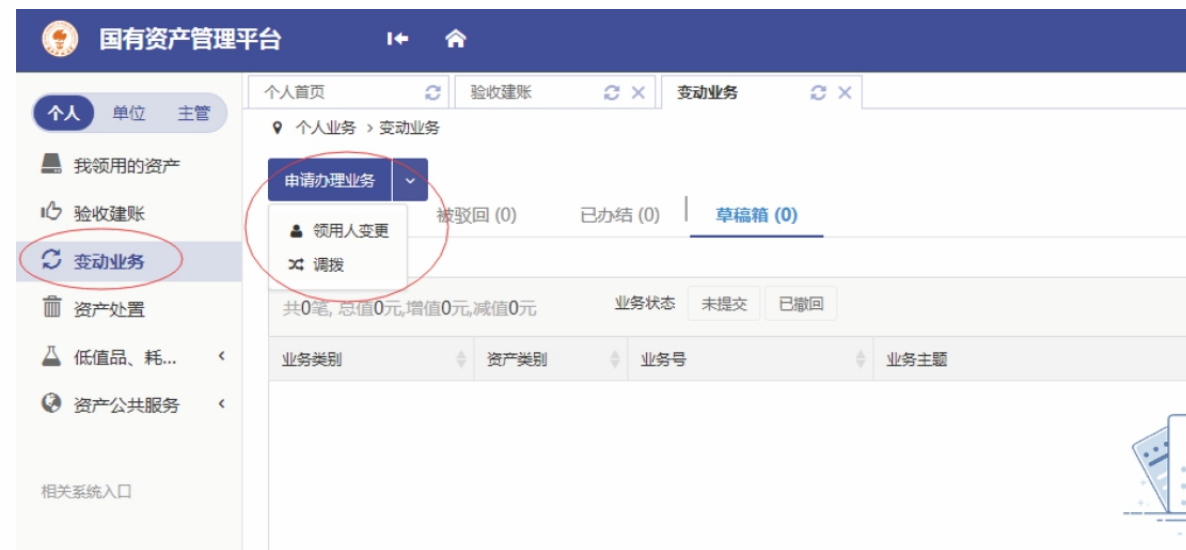 国有资产管理平台
个人 单位 主管
我领用的资产
验收建账
变动业务
资产处置
低值品、耗...
资产公共服务
相关系统入口
个人首页 验收建账 变动业务
个人业务 > 变动业务
申请办理业务
领用人变更
调拨
被驳回 (0) 已办结 (0) 草稿箱 (0)
共0笔, 总值0元,增值0元,减值0元 业务状态 未提交 已撤回
业务类别 资产类别 业务号 业务主题